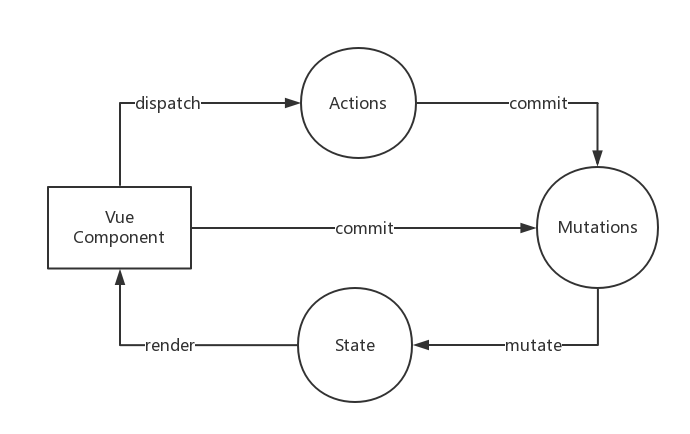 dispatch
Actions
commit
Vue
Component
commit
Mutations
render
State
mutate